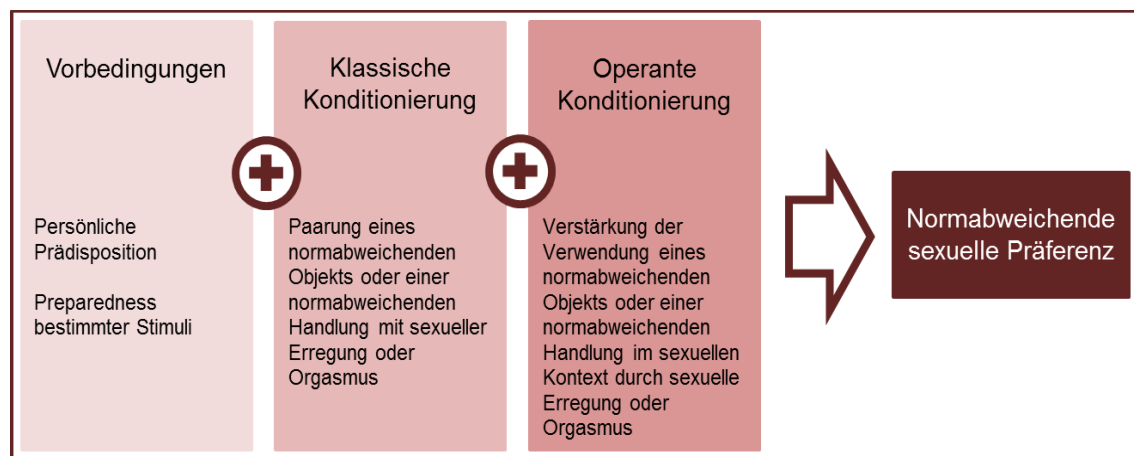 Vorbedingungen
Persönliche
Prädisposition
Preparedness
bestimmter Stimuli
Klassische
Konditionierung
Paarung eines
normabweichenden
Objekts oder einer
normabweichenden
Handlung mit sexueller
Erregung oder
Orgasmus
Operante
Konditionierung
Verstärkung der
Verwendung eines
normabweichenden
Objekts oder einer
normabweichenden
Handlung im sexuellen
Kontext durch sexuelle
Erregung oder
Orgasmus
Normabweichende
sexuelle Präferenz